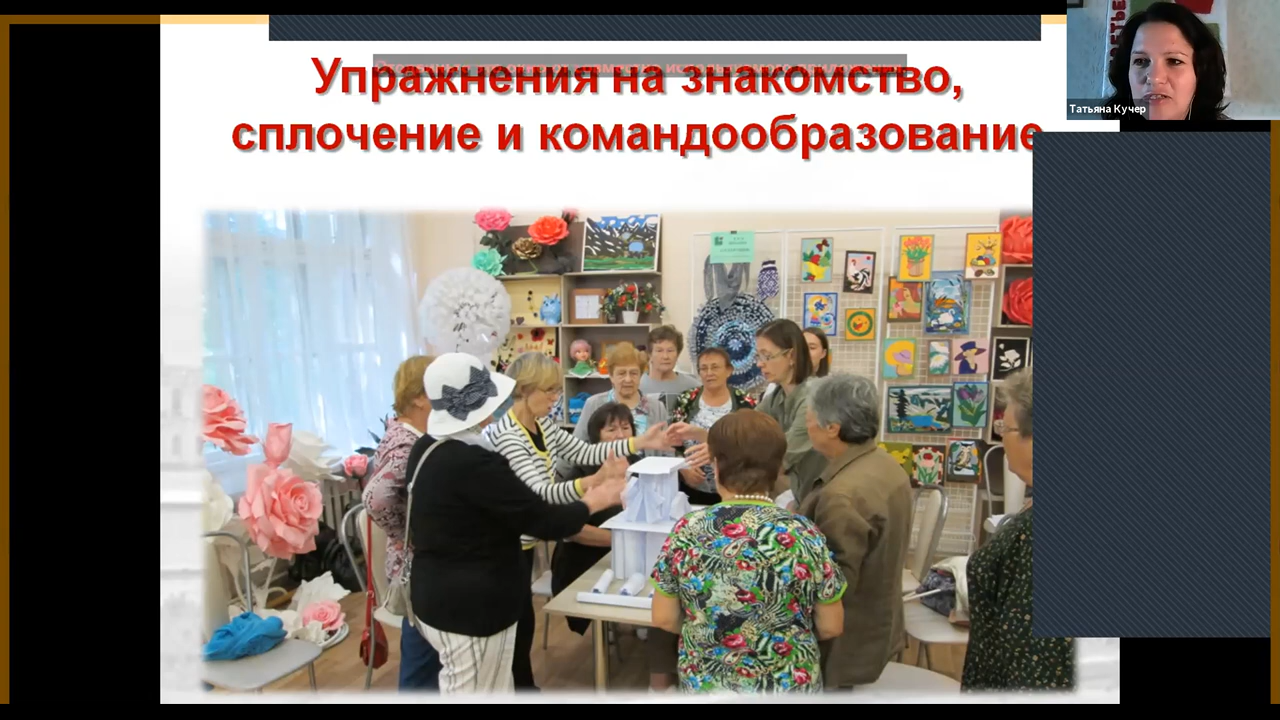 Упражнения на знакомство,
сплочение и командообразование
Татьяна Кучер